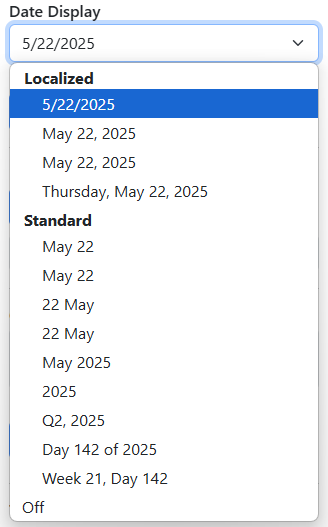 Date Display
5/22/2025
Localized
5/22/2025
May 22, 2025
May 22, 2025
Thursday, May 22, 2025
Standard
May 22
May 22
22 May
22 May
May 2025
2025
Q2, 2025
Day 142 of 2025
Week 21, Day 142
Off